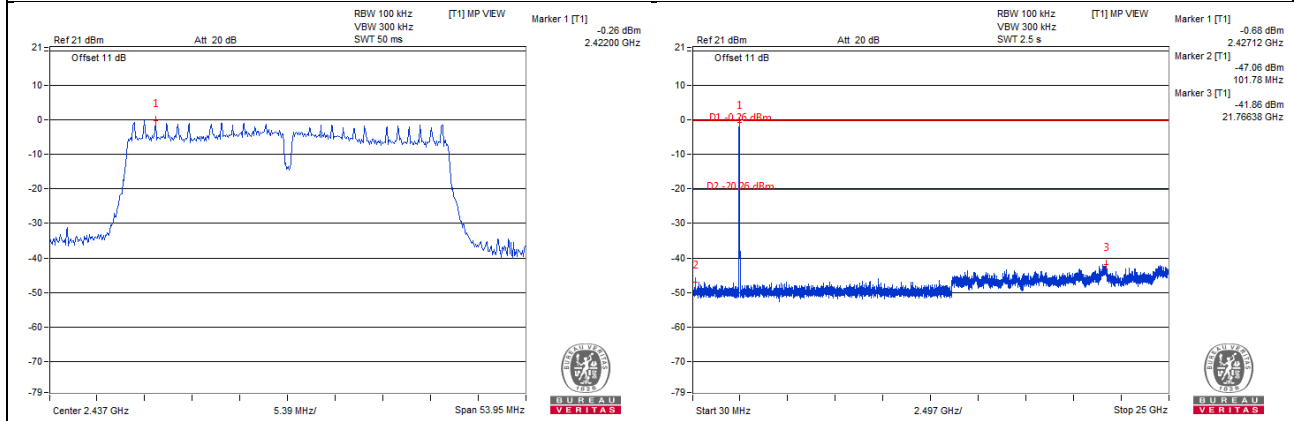 RBW 100 kHz [T1] MP VIEW Marker 1 [T1]
VBW 300 kHz -0.26 dBm
Ref 21 dBm Att 20 dB SWT 50 ms 2.42200 GHz
21
Offset 11 dB
10
1
0
-10
-20
-30
-40
-50
-60
-70
-79
Center 2.437 GHz 5.39 MHz/ Span 53.95 MHz
BUREAU VERITAS
1828
BUREAU
VERITAS
RBW 100 kHz [T1] MP VIEW Marker 1 [T1]
VBW 300 kHz -0.68 dBm
Ref 21 dBm Att 20 dB SWT 2.5 s 2.42712 GHz
21
Offset 11 dB
Marker 2 [T1]
-47.06 dBm
101.78 MHz
Marker 3 [T1]
-41.86 dBm
21.76638 GHz
10
1
0
D1 -0.26 dBm
-10
-20
D2 -20.26 dBm
-30
-40
2
3
-50
-60
-70
-79
Start 30 MHz 2.497 GHz/ Stop 25 GHz
BUREAU VERITAS
1828
BUREAU
VERITAS